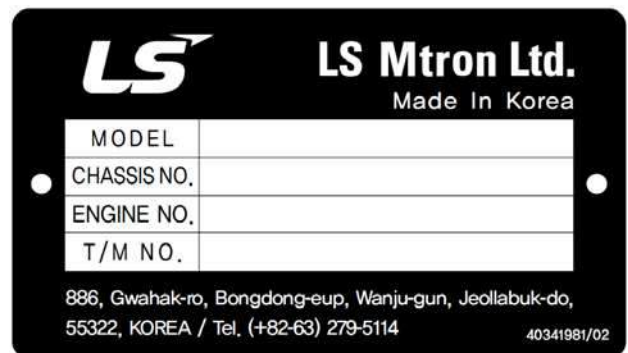 LS
LS Mtron Ltd.
Made In Korea
MODEL
CHASSIS NO.
ENGINE NO.
T/M NO.
886, Gwahak-ro, Bongdong-eup, Wanju-gun, Jeollabuk-do,
55322, KOREA / Tel. (+82-63) 279-5114
40341981/02